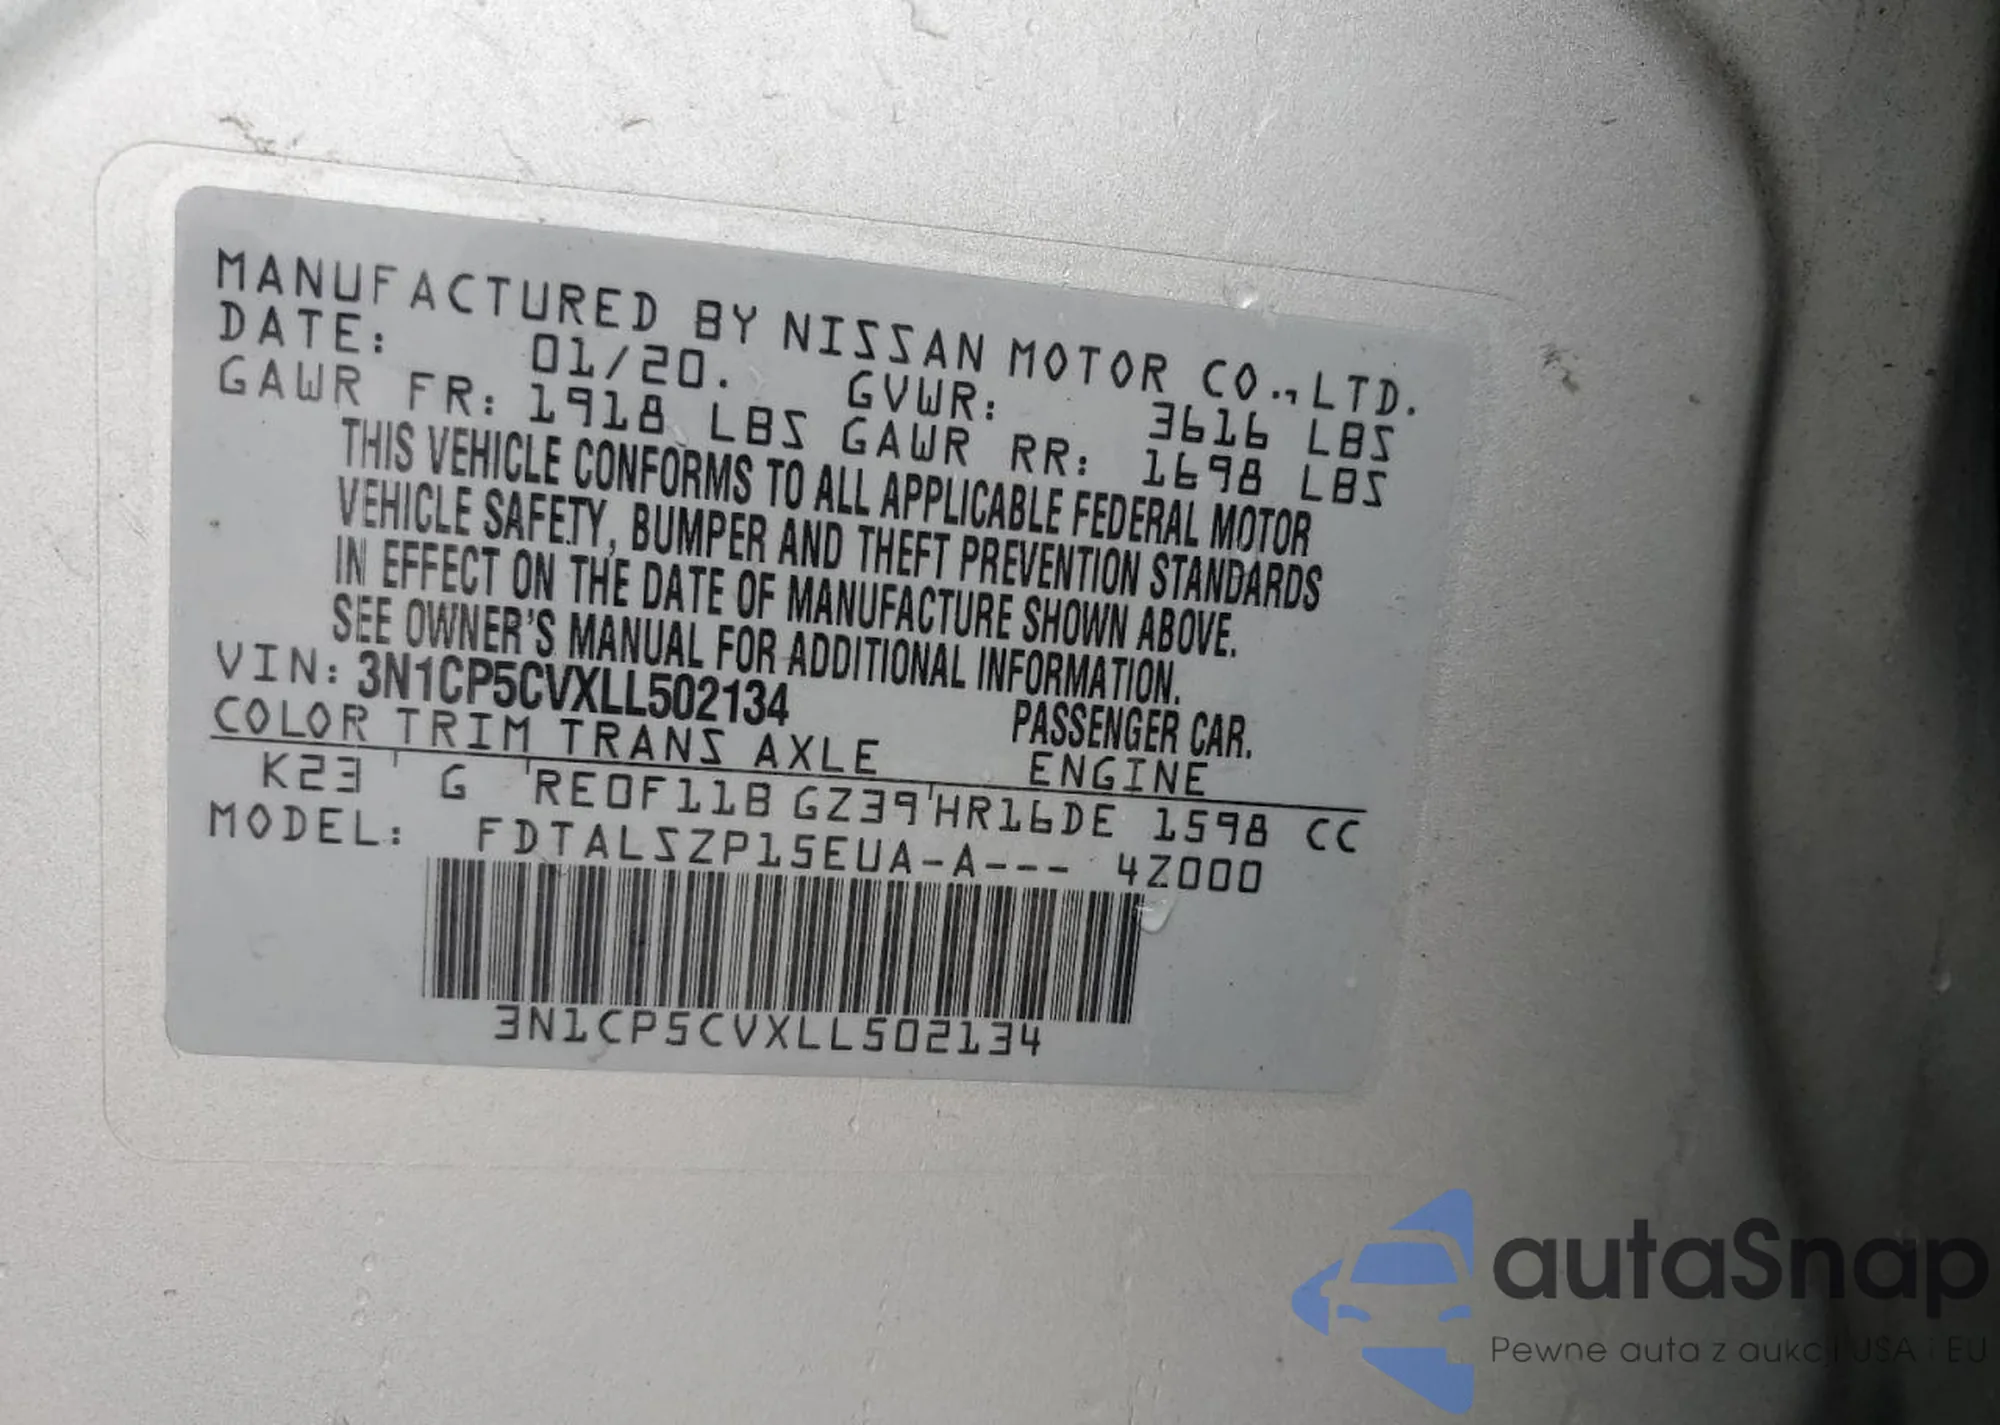 MANUFACTURED BY NISSAN MOTOR CO.,LTD.
DATE: 01/20. GVWR: 3616 LBS
GAWR FR: 1918 LBS GAWR RR: 1698 LBS
THIS VEHICLE CONFORMS TO ALL APPLICABLE FEDERAL MOTOR
VEHICLE SAFETY, BUMPER AND THEFT PREVENTION STANDARDS
IN EFFECT ON THE DATE OF MANUFACTURE SHOWN ABOVE.
SEE OWNER'S MANUAL FOR ADDITIONAL INFORMATION.
VIN: 3N1CP5CVXLL502134 PASSENGER CAR.
COLOR TRIM TRANS AXLE ENGINE
K23 G RE0F11B GZ39 HR16DE 1598 CC
MODEL: FDTALSZP15EUA-A--- 4Z000
3N1CP5CVXLL502134
autaSnap
Pewne auta z aukcji USA i EU